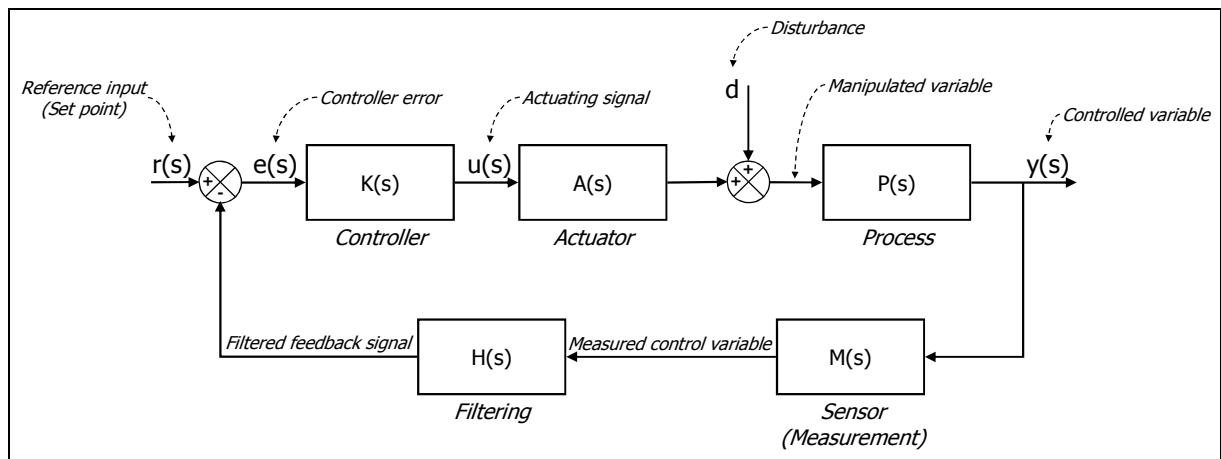 Disturbance
Reference input
(Set point)
Controller error
Actuating signal
d
Manipulated variable
Controlled variable
r(s)
+
-
e(s)
K(s)
Controller
u(s)
A(s)
Actuator
+
+
P(s)
Process
y(s)
Filtered feedback signal
H(s)
Filtering
Measured control variable
M(s)
Sensor
(Measurement)